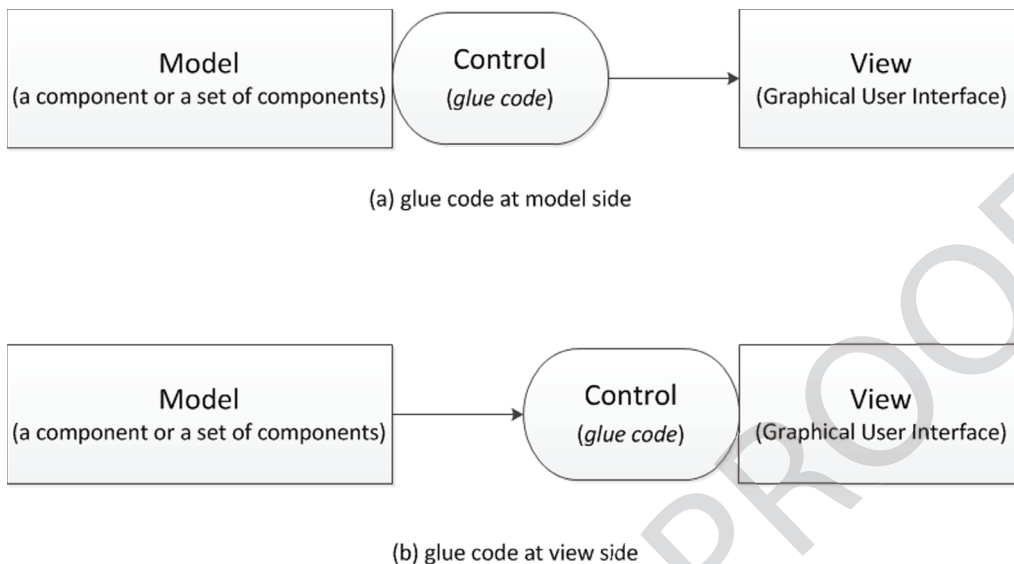 Model
(a component or a set of components)
Control
(glue code)
View
(Graphical User Interface)
(a) glue code at model side
Model
(a component or a set of components)
Control
(glue code)
View
(Graphical User Interface)
(b) glue code at view side
PROOF